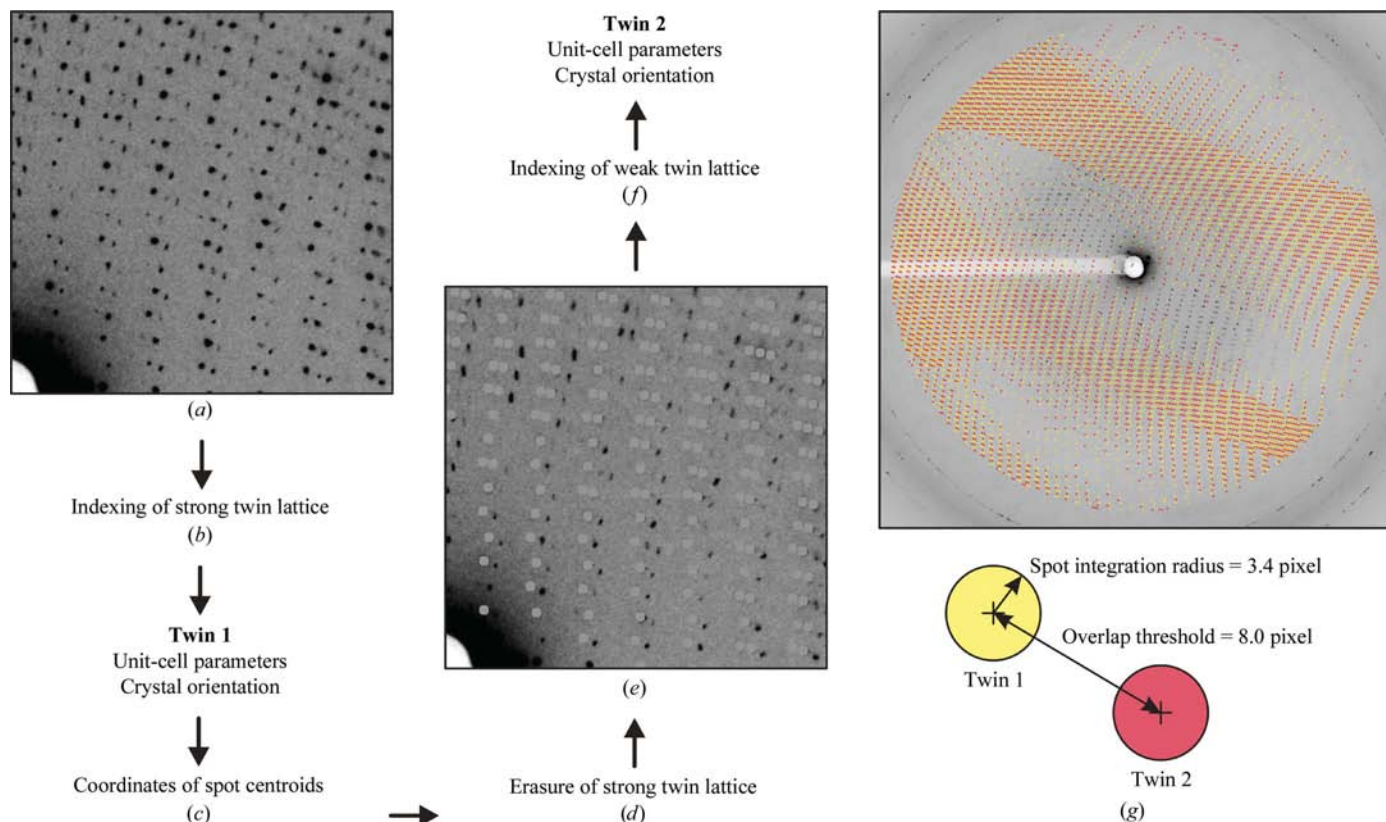 (a)
Indexing of strong twin lattice
(b)
Twin 1
Unit-cell parameters
Crystal orientation
Coordinates of spot centroids
(c)
Erasure of strong twin lattice
(d)
(e)
Indexing of weak twin lattice
(f)
Twin 2
Unit-cell parameters
Crystal orientation
Spot integration radius = 3.4 pixel
Overlap threshold = 8.0 pixel
Twin 1
Twin 2
(g)